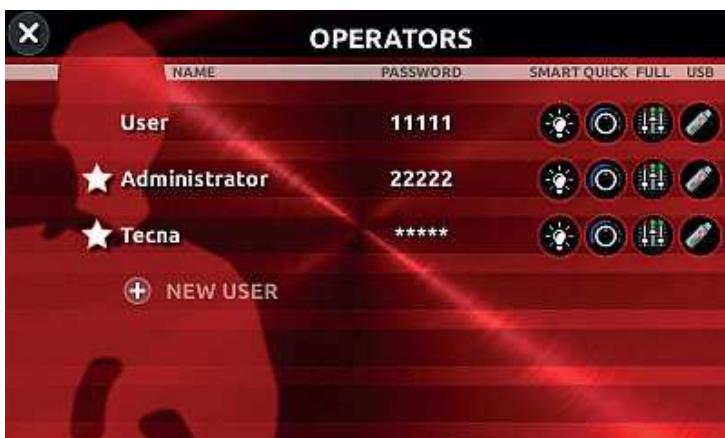 OPERATORS
NAME PASSWORD SMART QUICK FULL USB
User 11111
Administrator 22222
Tecna *****
NEW USER